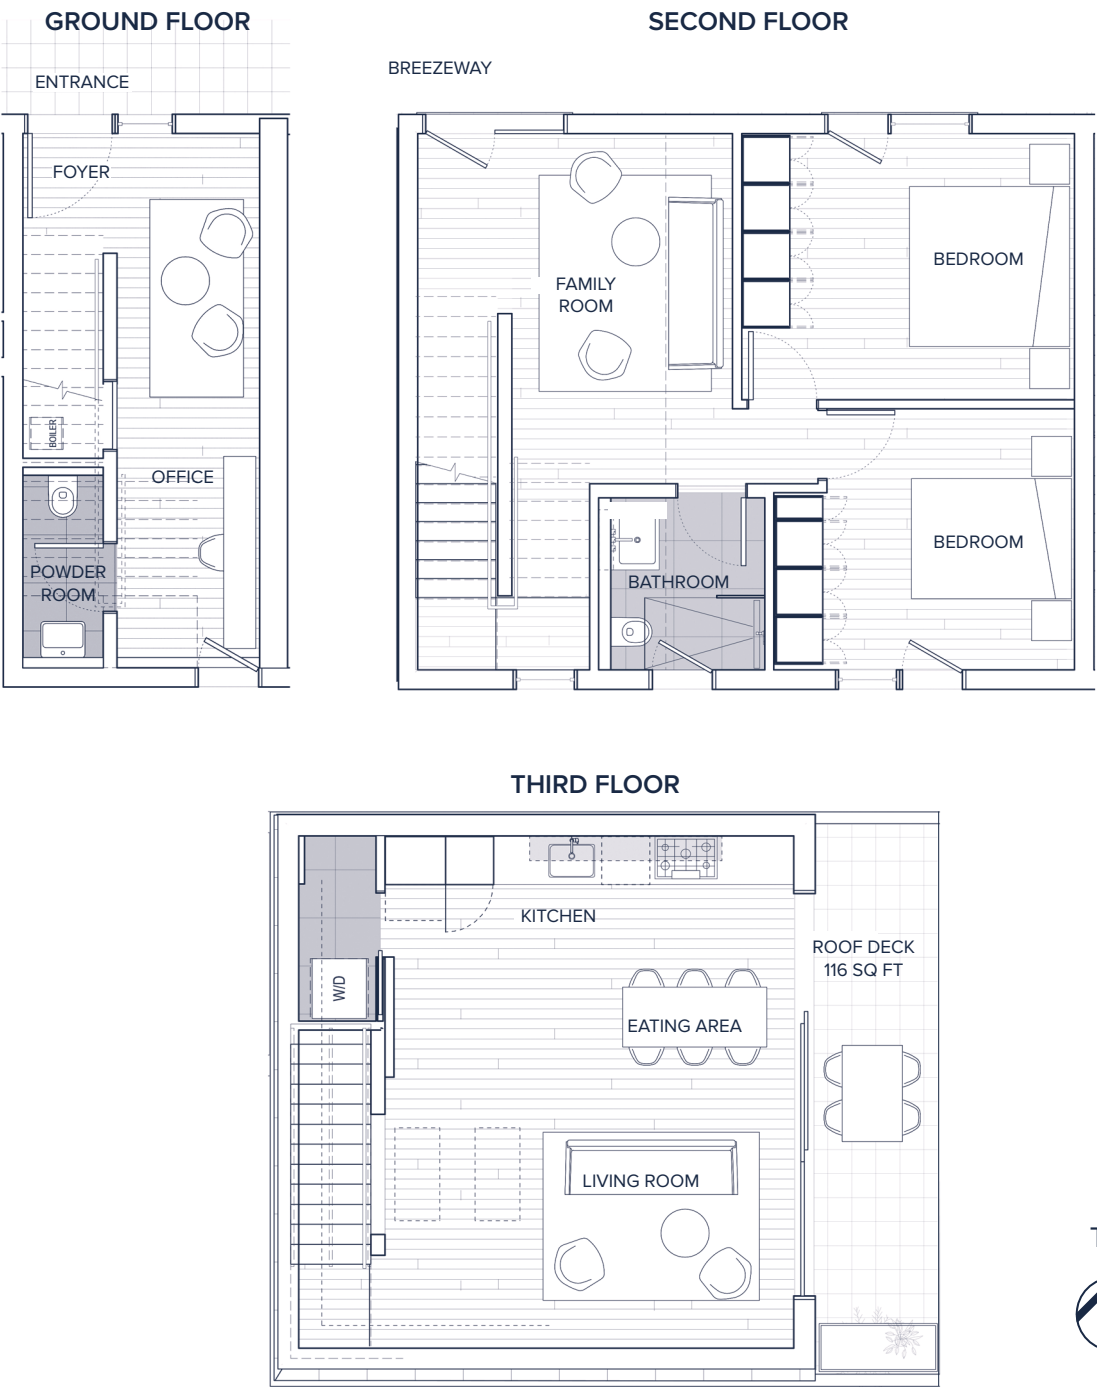 GROUND FLOOR
SECOND FLOOR
ENTRANCE
BREEZEWAY
FOYER
FAMILY
ROOM
BEDROOM
BOILER
OFFICE
POWDER
ROOM
BATHROOM
BEDROOM
THIRD FLOOR
KITCHEN
ROOF DECK
116 SQ FT
W/D
EATING AREA
LIVING ROOM